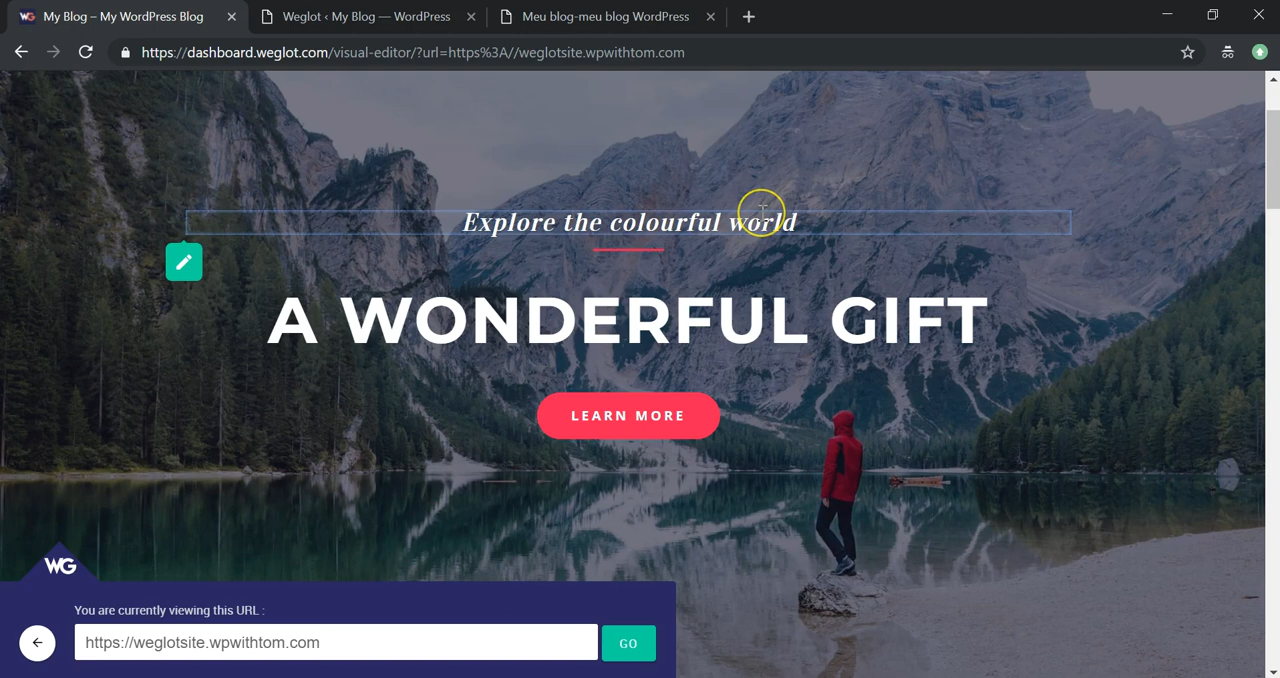 My Blog – My WordPress Blog
Weglot ‹ My Blog — WordPress
Meu blog-meu blog WordPress
https://dashboard.weglot.com/visual-editor/?url=https%3A//weglotsite.wpwithtom.com
Explore the colourful world
A WONDERFUL GIFT
LEARN MORE
WG
You are currently viewing this URL :
https://weglotsite.wpwithtom.com
GO